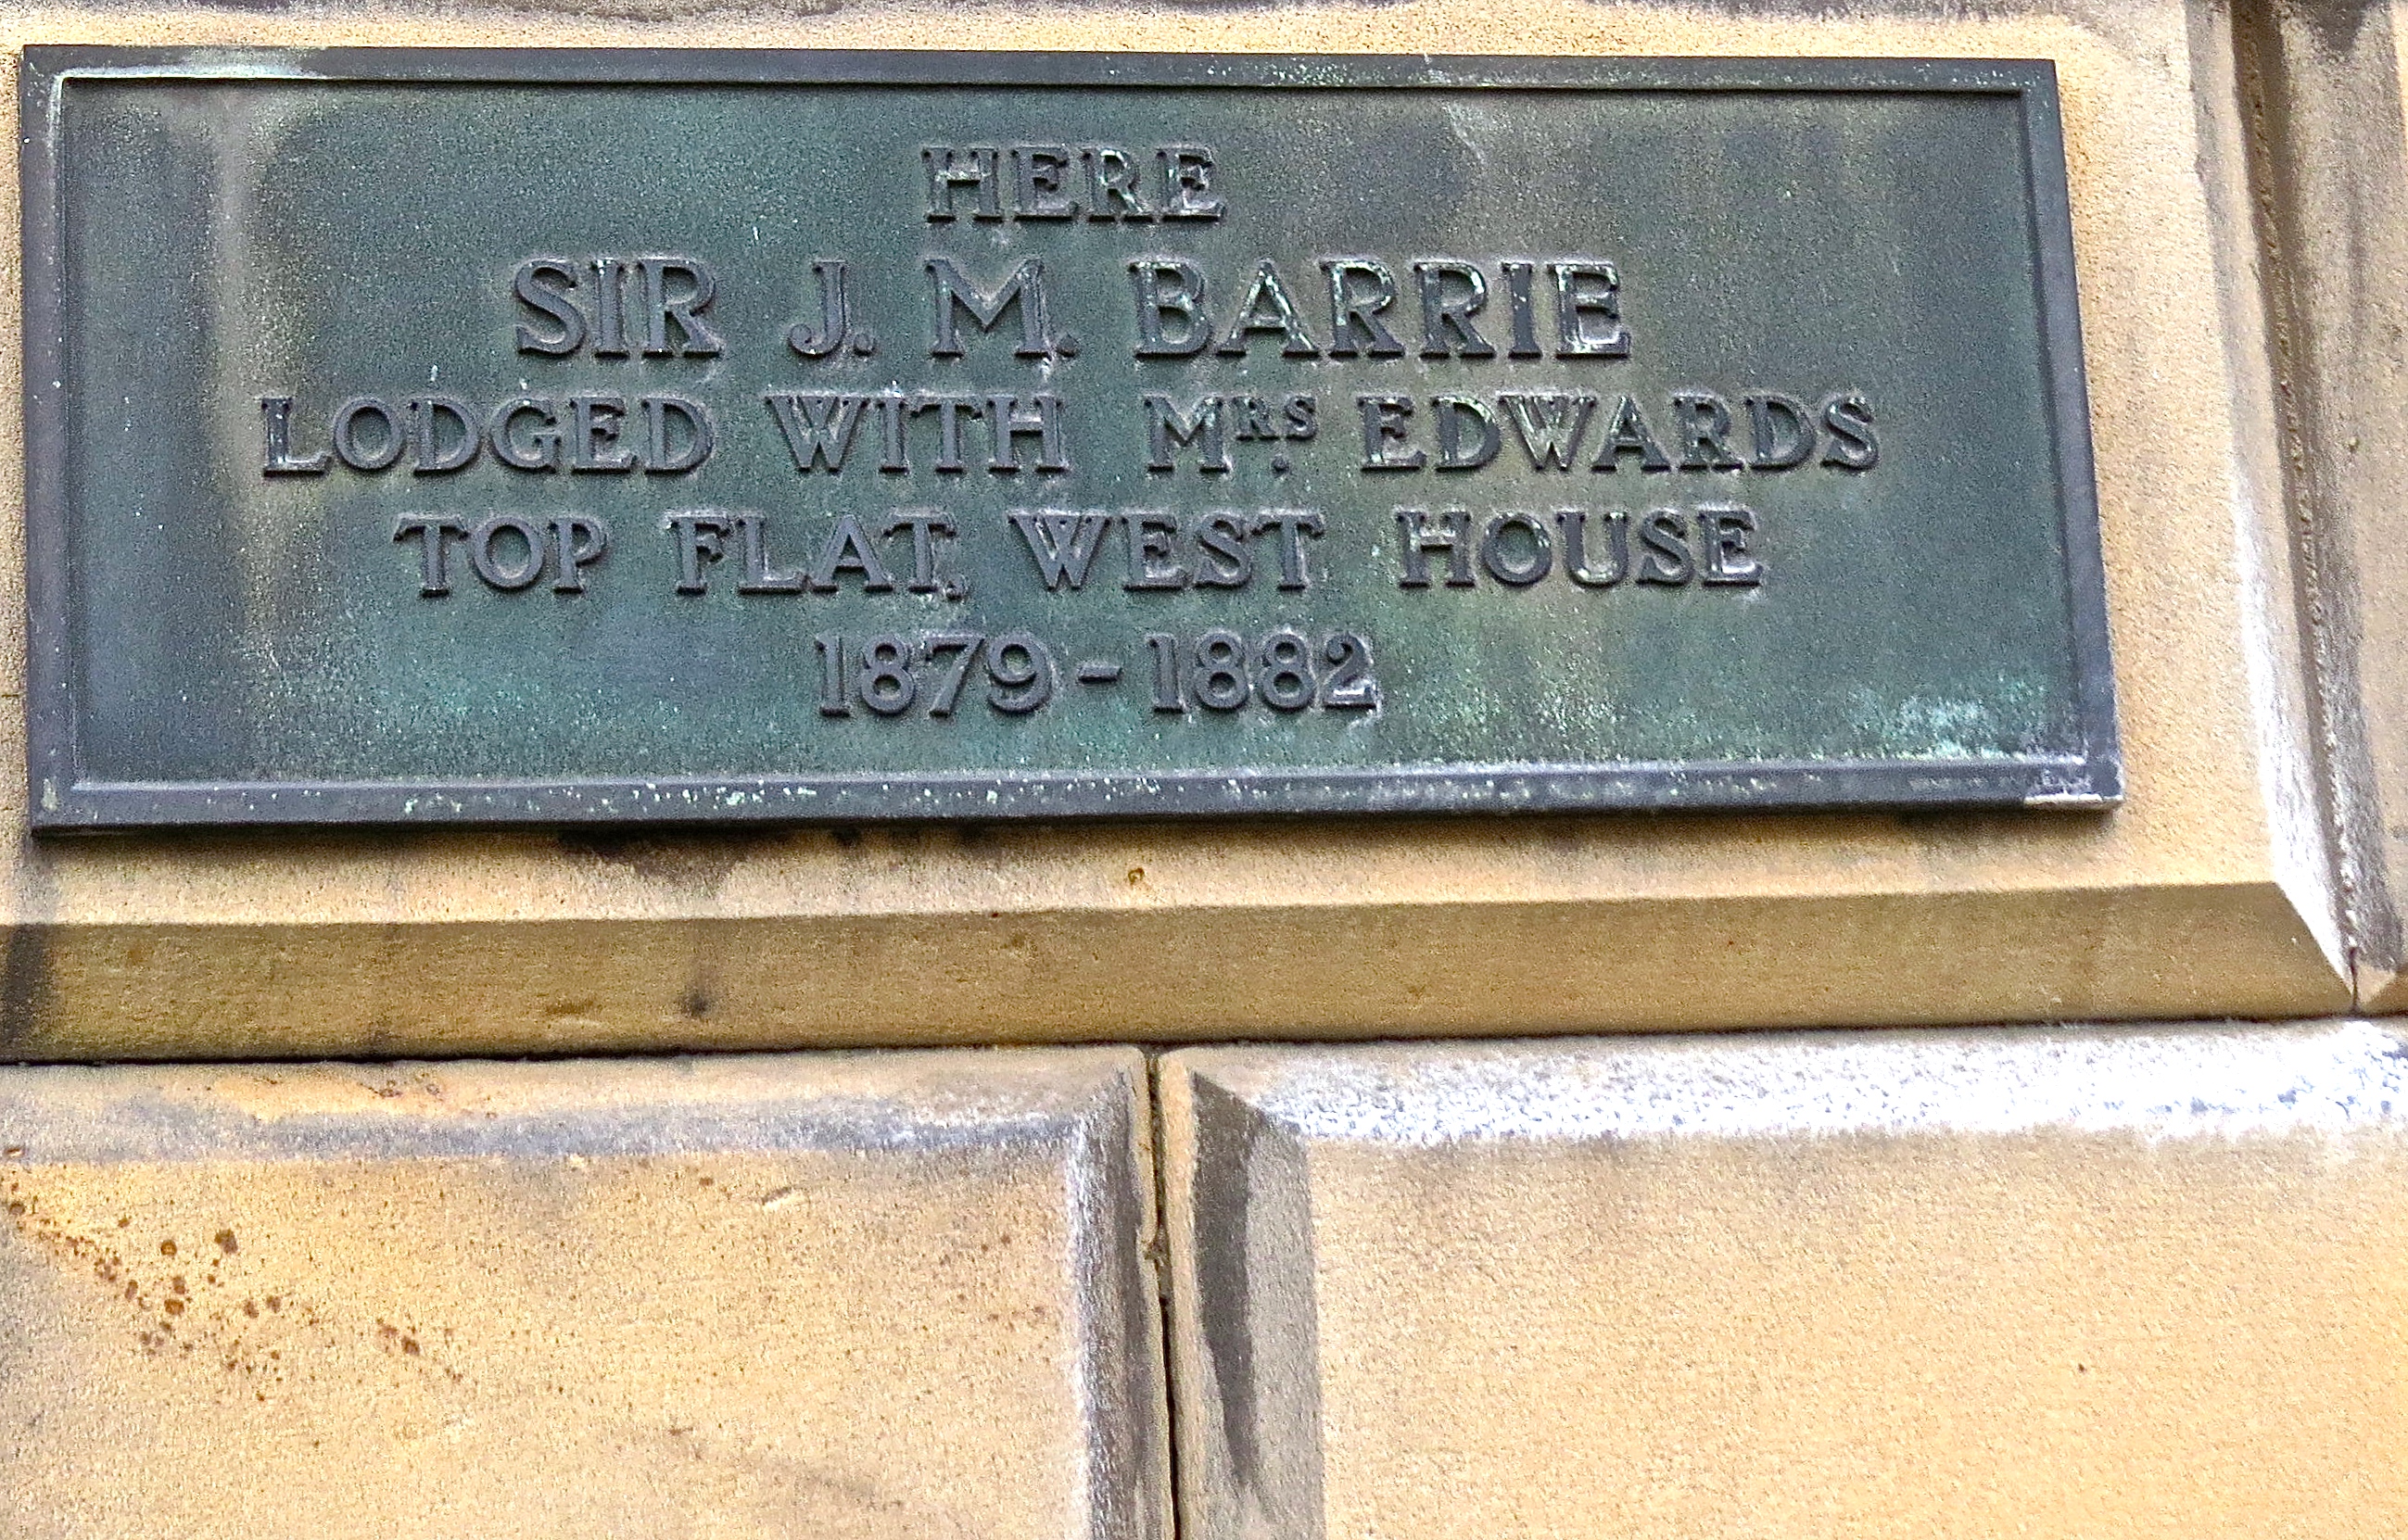 HERE
SIR J. M. BARRIE
LODGED WITH MRS. EDWARDS
TOP FLAT, WEST HOUSE
1879-1882